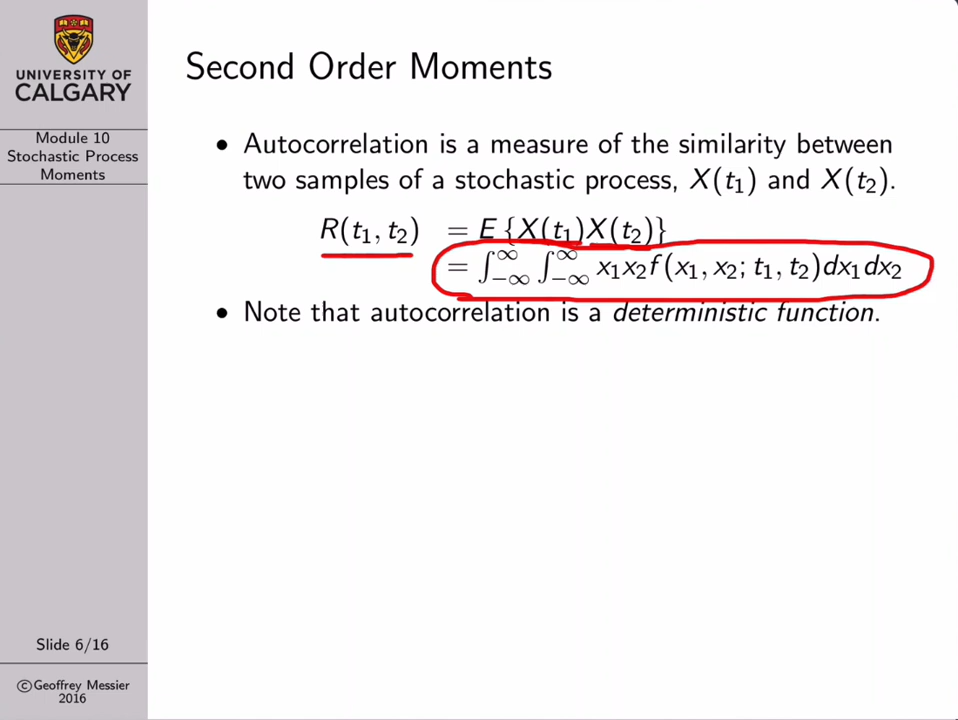 UNIVERSITY OF
CALGARY
Module 10
Stochastic Process
Moments
Second Order Moments
• Autocorrelation is a measure of the similarity between
two samples of a stochastic process, X(t₁) and X(t₂).
R(t₁, t₂) = E {X(t₁)X(t₂)}
= ∫₋∞^∞ ∫₋∞^∞ x₁x₂f(x₁, x₂; t₁, t₂)dx₁dx₂
• Note that autocorrelation is a deterministic function.
Slide 6/16
©Geoffrey Messier
2016